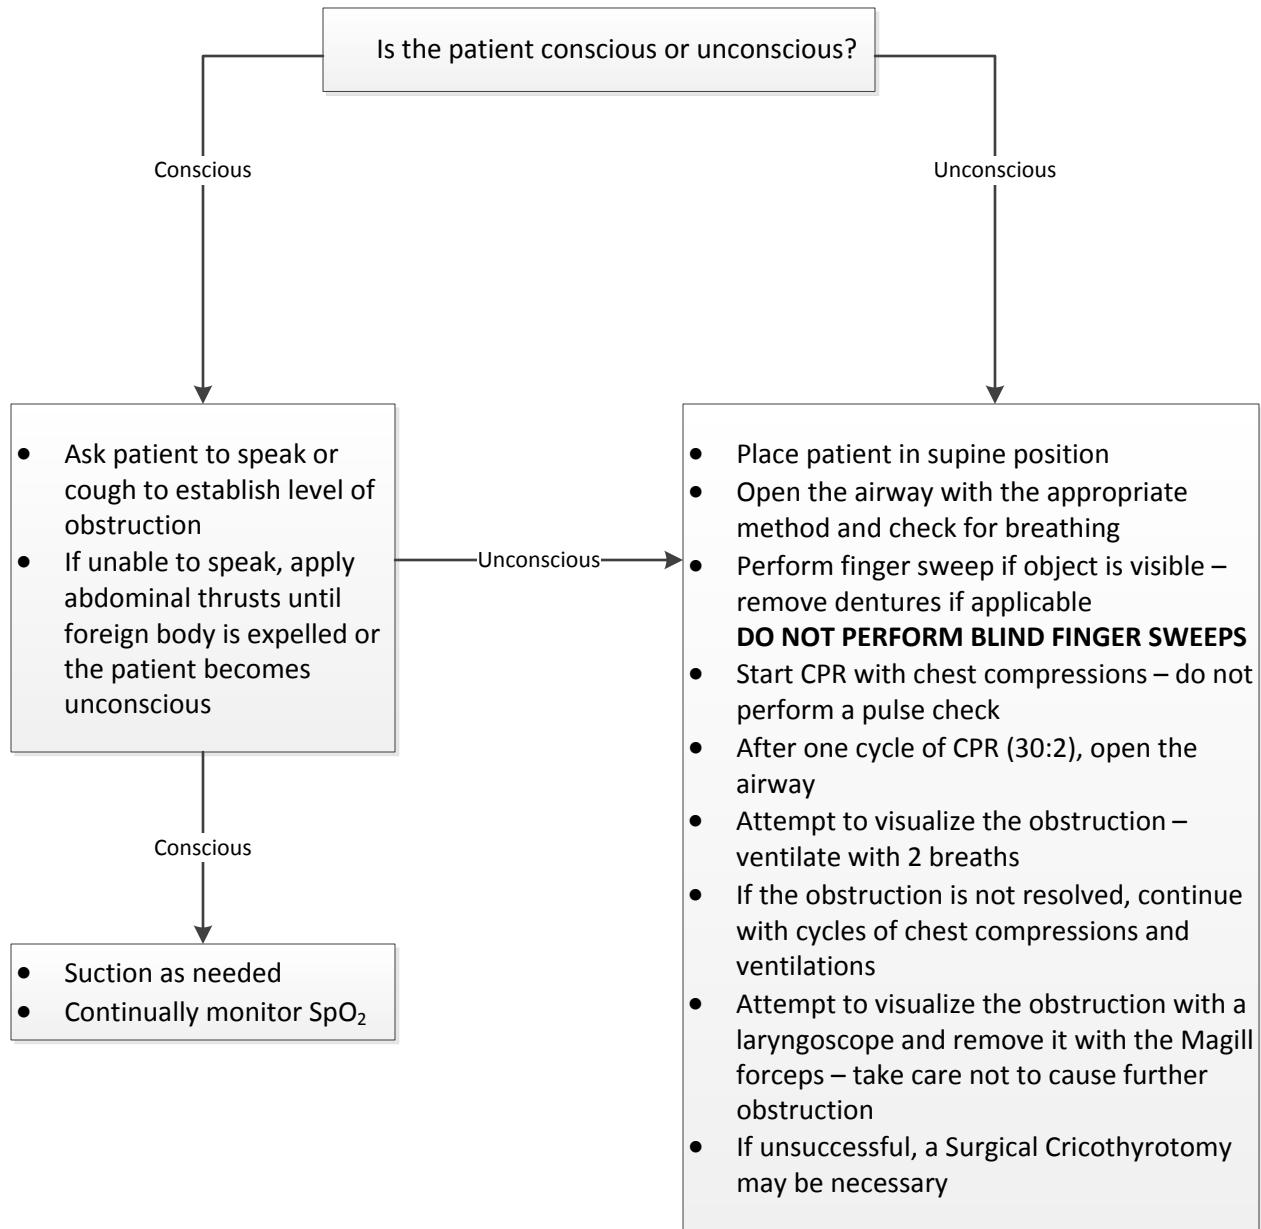 Is the patient conscious or unconscious?
Conscious
Unconscious
• Ask patient to speak or
cough to establish level of
obstruction
• If unable to speak, apply
abdominal thrusts until
foreign body is expelled or
the patient becomes
unconscious
Unconscious
• Place patient in supine position
• Open the airway with the appropriate
method and check for breathing
• Perform finger sweep if object is visible –
remove dentures if applicable
DO NOT PERFORM BLIND FINGER SWEEPS
• Start CPR with chest compressions – do not
perform a pulse check
• After one cycle of CPR (30:2), open the
airway
• Attempt to visualize the obstruction –
ventilate with 2 breaths
• If the obstruction is not resolved, continue
with cycles of chest compressions and
ventilations
• Attempt to visualize the obstruction with a
laryngoscope and remove it with the Magill
forceps – take care not to cause further
obstruction
• If unsuccessful, a Surgical Cricothyrotomy
may be necessary
Conscious
• Suction as needed
• Continually monitor SpO₂